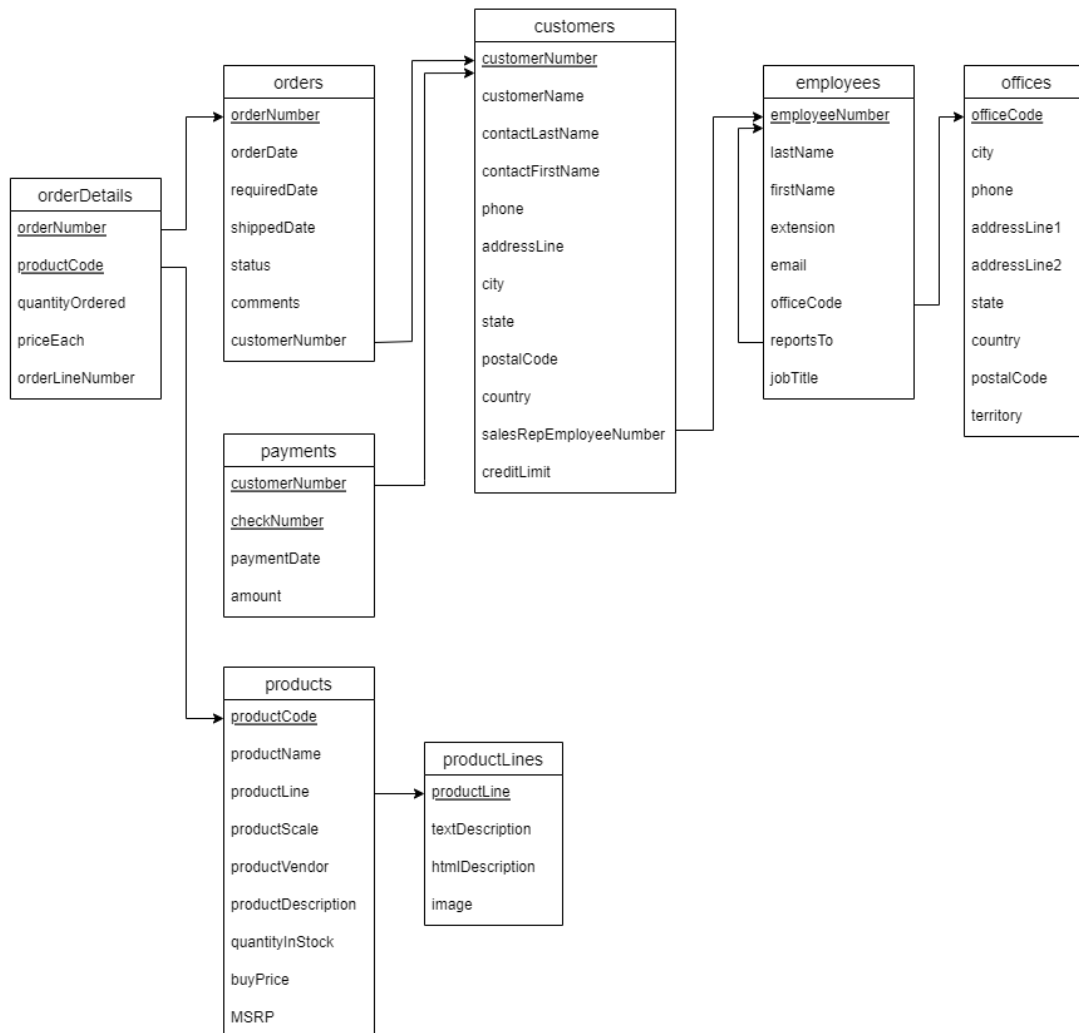 orderDetails
orderNumber
productCode
quantityOrdered
priceEach
orderLineNumber
orders
orderNumber
orderDate
requiredDate
shippedDate
status
comments
customerNumber
payments
customerNumber
checkNumber
paymentDate
amount
products
productCode
productName
productLine
productScale
productVendor
productDescription
quantityInStock
buyPrice
MSRP
productLines
productLine
textDescription
htmlDescription
image
customers
customerNumber
customerName
contactLastName
contactFirstName
phone
addressLine
city
state
postalCode
country
salesRepEmployeeNumber
creditLimit
employees
employeeNumber
lastName
firstName
extension
email
officeCode
reportsTo
jobTitle
offices
officeCode
city
phone
addressLine1
addressLine2
state
country
postalCode
territory